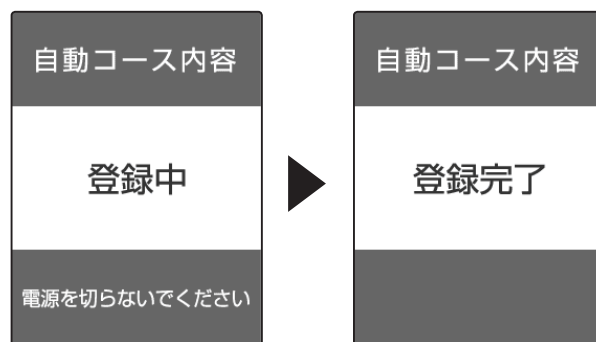 自動コース内容
登録中
電源を切らないでください
自動コース内容
登録完了